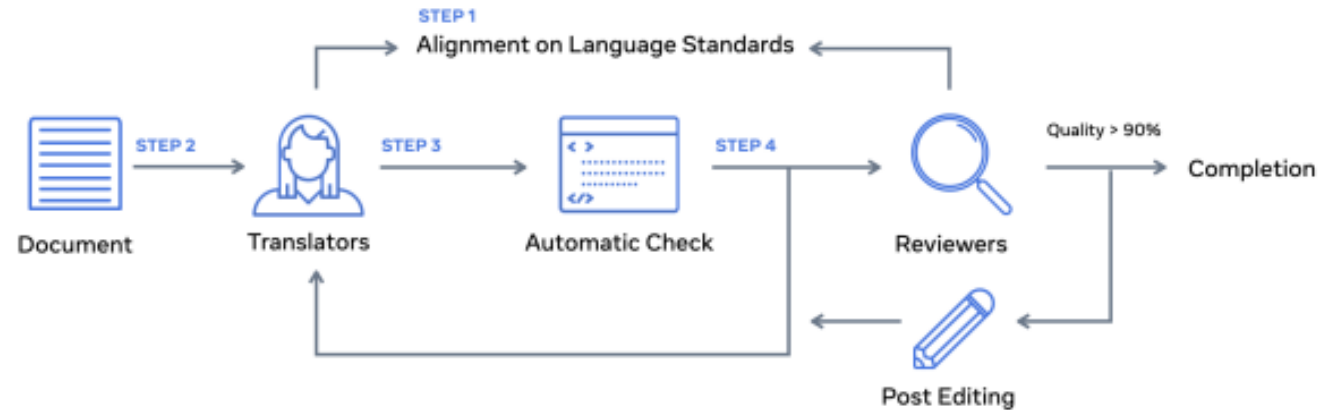 STEP 1
Alignment on Language Standards
STEP 2
STEP 3
STEP 4
Quality > 90%
Completion
< >
</>
Document
Translators
Automatic Check
Reviewers
Post Editing